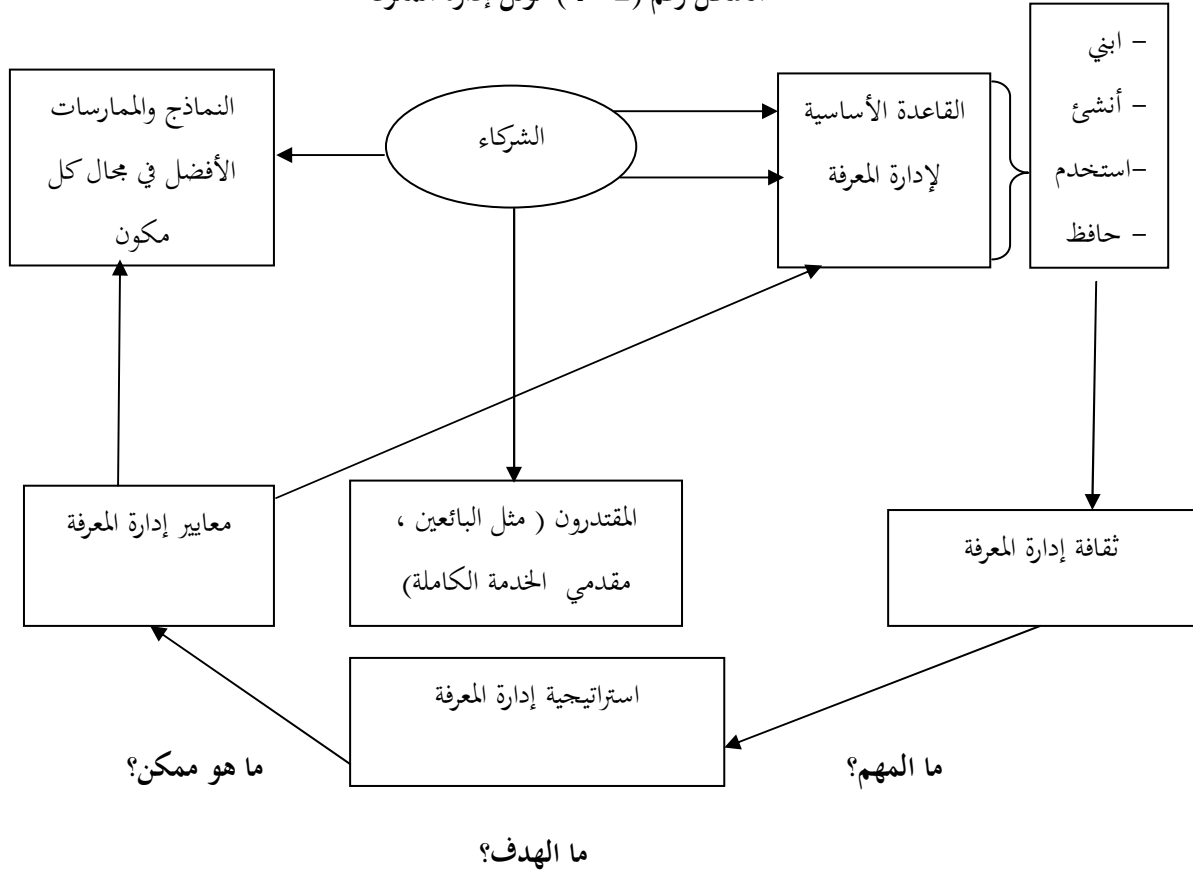 النماذج والممارسات
الأفضل في مجال كل
مكون
الشركاء
القاعدة الأساسية
لإدارة المعرفة
– ابني
– أنشئ
–استخدم
– حافظ
معايير إدارة المعرفة
المقتدرون ( مثل البائعين ،
مقدمي الخدمة الكاملة)
ثقافة إدارة المعرفة
استراتيجية إدارة المعرفة
ما المهم؟
ما هو ممكن؟
ما الهدف؟